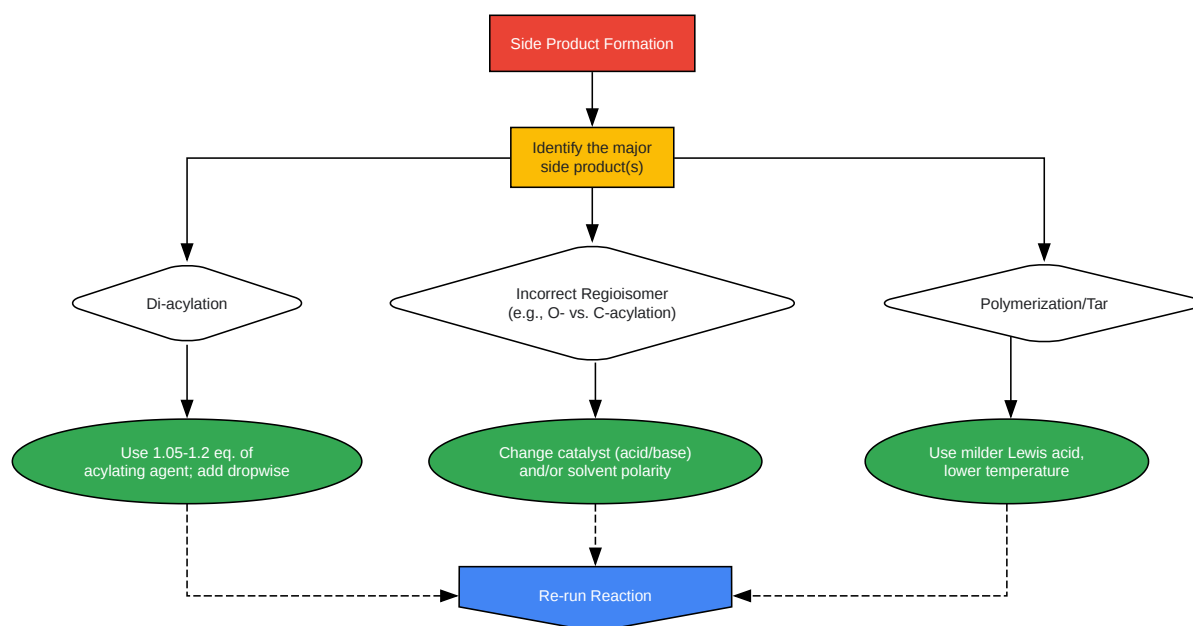 Side Product Formation
Identify the major
side product(s)
Di-acylation
Incorrect Regioisomer
(e.g., O- vs. C-acylation)
Polymerization/Tar
Use 1.05-1.2 eq. of
acylating agent; add dropwise
Change catalyst (acid/base)
and/or solvent polarity
Use milder Lewis acid,
lower temperature
Re-run Reaction